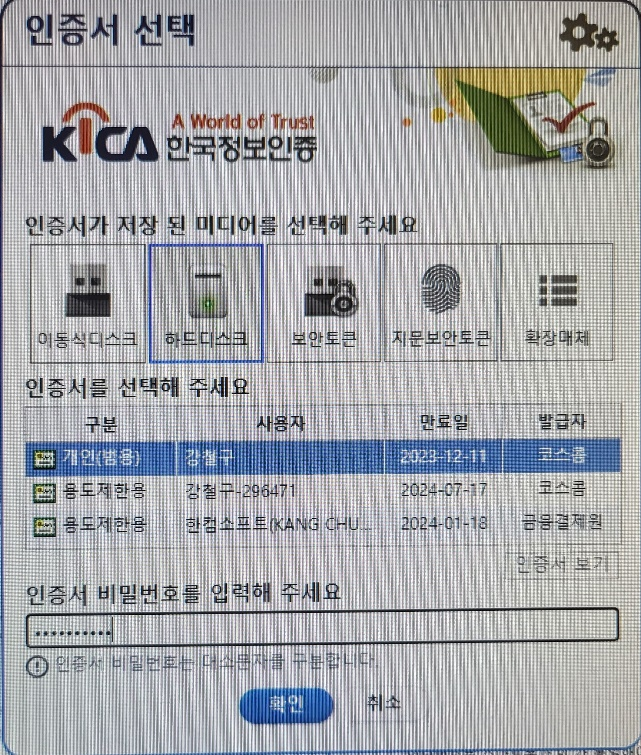 인증서 선택
KICA A World of Trust
한국정보인증
인증서가 저장 된 미디어를 선택해 주세요
이동식디스크 하드디스크 보안토큰 지문보안토큰 확장매체
인증서를 선택해 주세요
구분 사용자 만료일 발급자
개인(범용) 강철구 2023-12-11 코스콤
용도제한용 강철구-296471 2024-07-17 코스콤
용도제한용 한컴소프트(KANG CHU... 2024-01-18 금융결제원
인증서 보기
인증서 비밀번호를 입력해 주세요
인증서 비밀번호는 대소문자를 구분합니다.
확인 취소